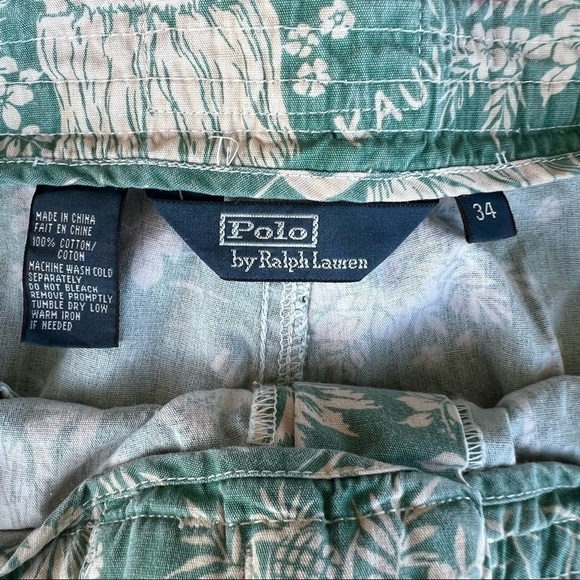 KAUA
MADE IN CHINA
FAIT EN CHINE
100% COTTON/
COTON
MACHINE WASH COLD
SEPARATELY
DO NOT BLEACH
REMOVE PROMPTLY
TUMBLE DRY LOW
WARM IRON
IF NEEDED
Polo
by Ralph Lauren
34